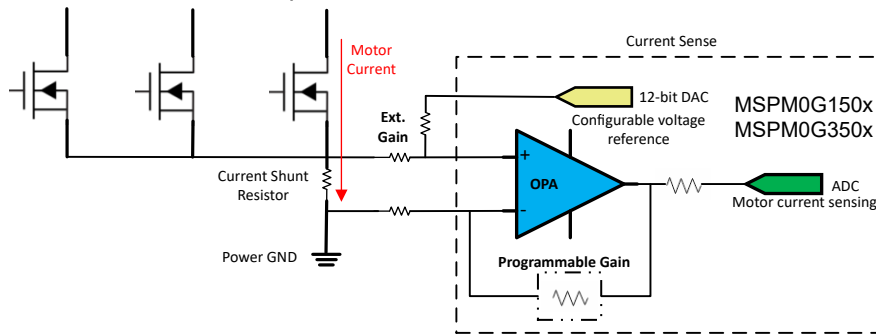 Current Sense
Motor
Current
12-bit DAC
Configurable voltage
reference
MSPM0G150x
MSPM0G350x
Ext.
Gain
+
OPA
-
Current Shunt
Resistor
ADC
Motor current sensing
Power GND
Programmable Gain